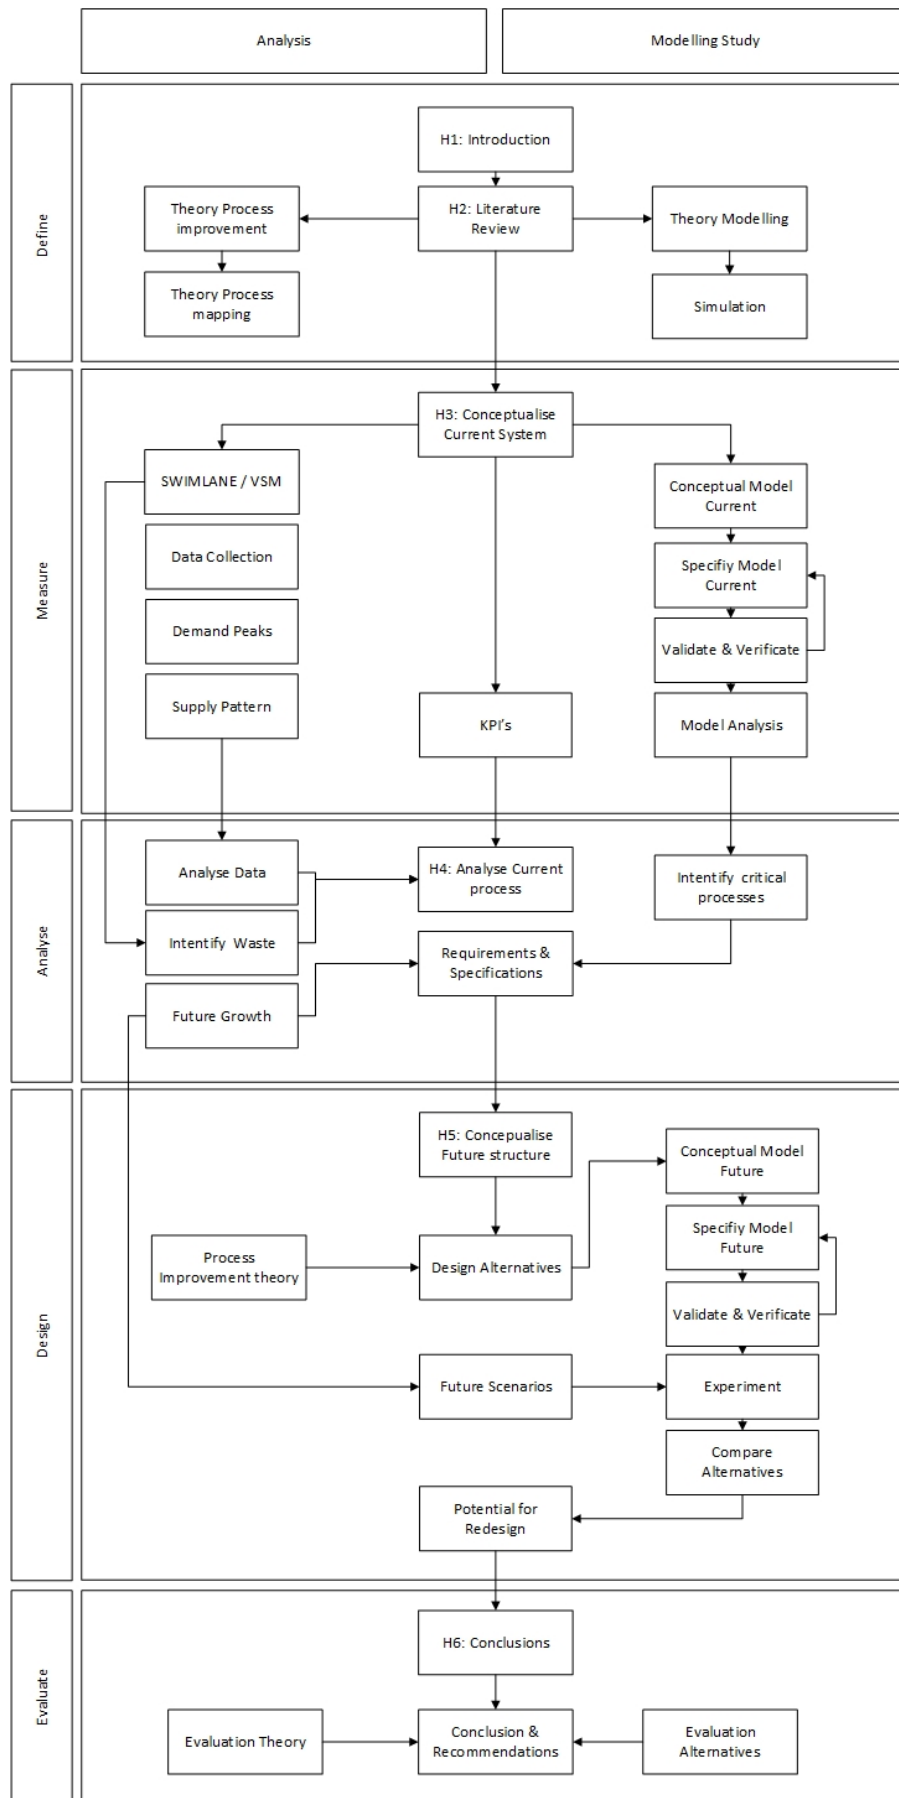 Analysis
Modelling Study
Define
H1: Introduction
Theory Process
improvement
H2: Literature
Review
Theory Modelling
Theory Process
mapping
Simulation
Measure
H3: Conceptualise
Current System
SWIMLANE / VSM
Conceptual Model
Current
Data Collection
Specifiy Model
Current
Demand Peaks
Validate & Verificate
Supply Pattern
KPI's
Model Analysis
Analyse
Analyse Data
H4: Analyse Current
process
Intentify  critical
processes
Intentify  Waste
Requirements &
Specifications
Future Growth
Design
H5: Concepualise
Future structure
Conceptual Model
Future
Process
Improvement theory
Design Alternatives
Specifiy Model
Future
Validate & Verificate
Future Scenarios
Experiment
Compare
Alternatives
Potential for
Redesign
Evaluate
H6: Conclusions
Evaluation Theory
Conclusion &
Recommendations
Evaluation
Alternatives